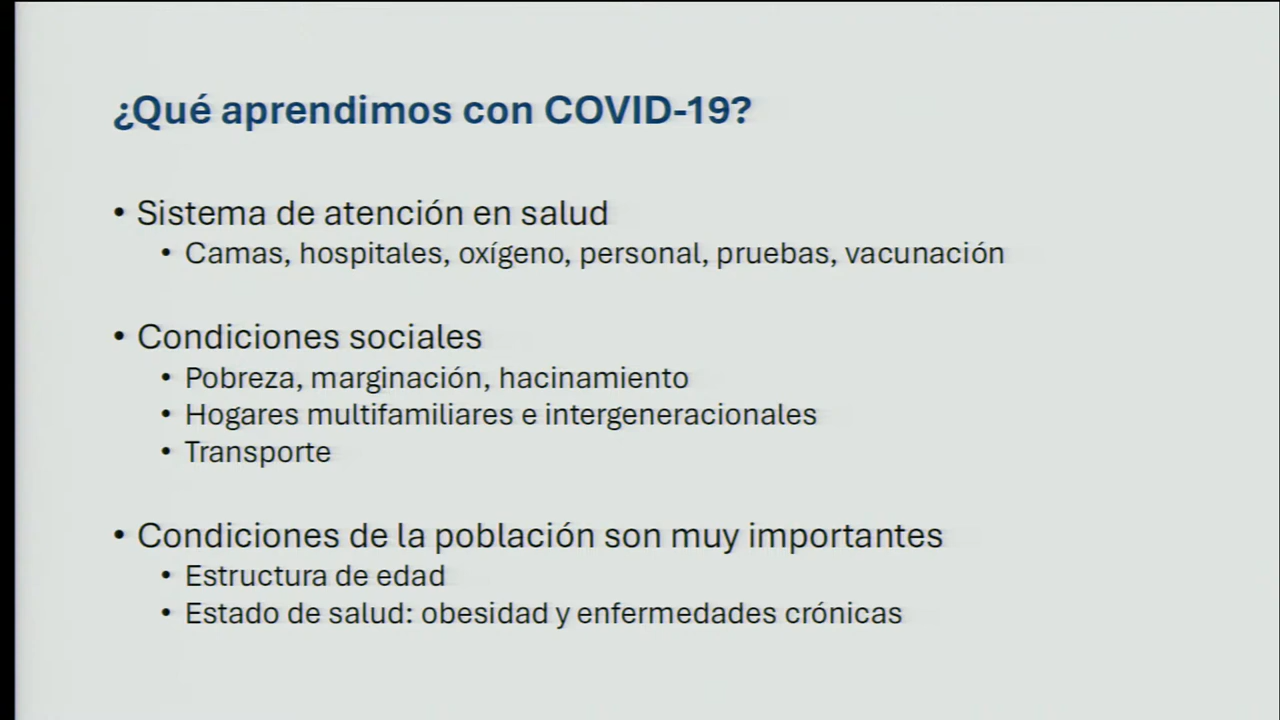 ¿Qué aprendimos con COVID-19?
• Sistema de atención en salud
• Camas, hospitales, oxígeno, personal, pruebas, vacunación
• Condiciones sociales
• Pobreza, marginación, hacinamiento
• Hogares multifamiliares e intergeneracionales
• Transporte
• Condiciones de la población son muy importantes
• Estructura de edad
• Estado de salud: obesidad y enfermedades crónicas